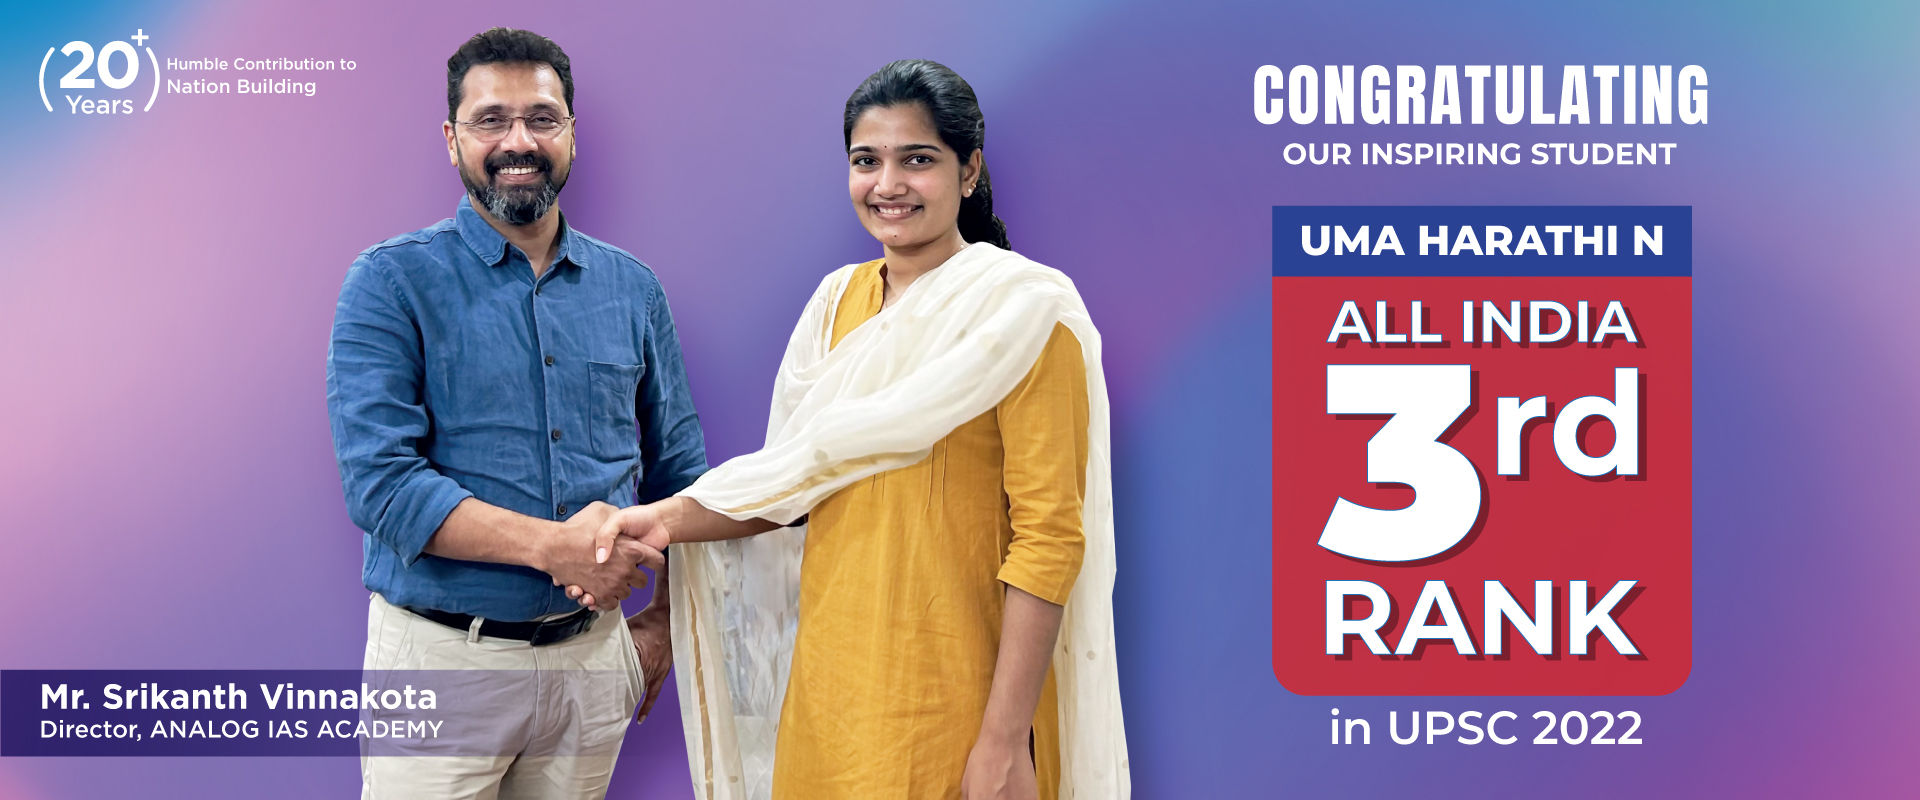 (20+ Years)
Humble Contribution to
Nation Building
CONGRATULATING
OUR INSPIRING STUDENT
UMA HARATHI N
ALL INDIA
3rd
RANK
in UPSC 2022
Mr. Srikanth Vinnakota
Director, ANALOG IAS ACADEMY